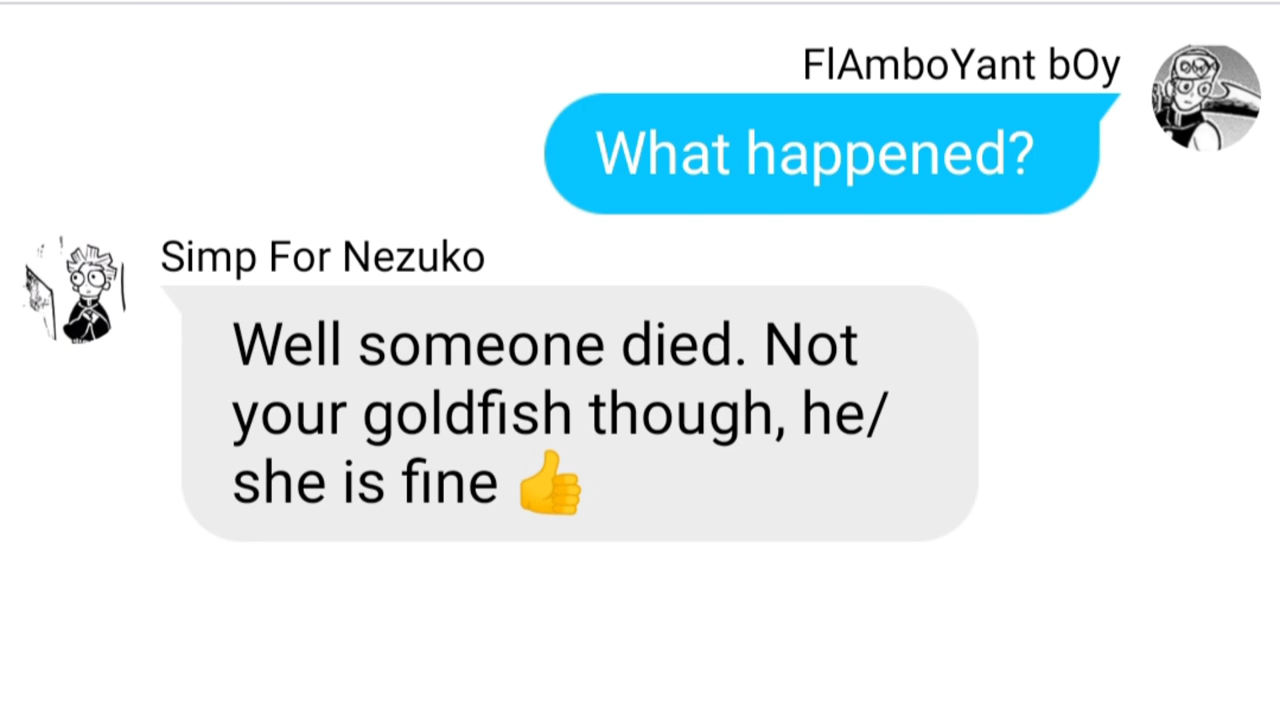 FlAmboYant bOy
What happened?
Simp For Nezuko
Well someone died. Not
your goldfish though, he/
she is fine 👍